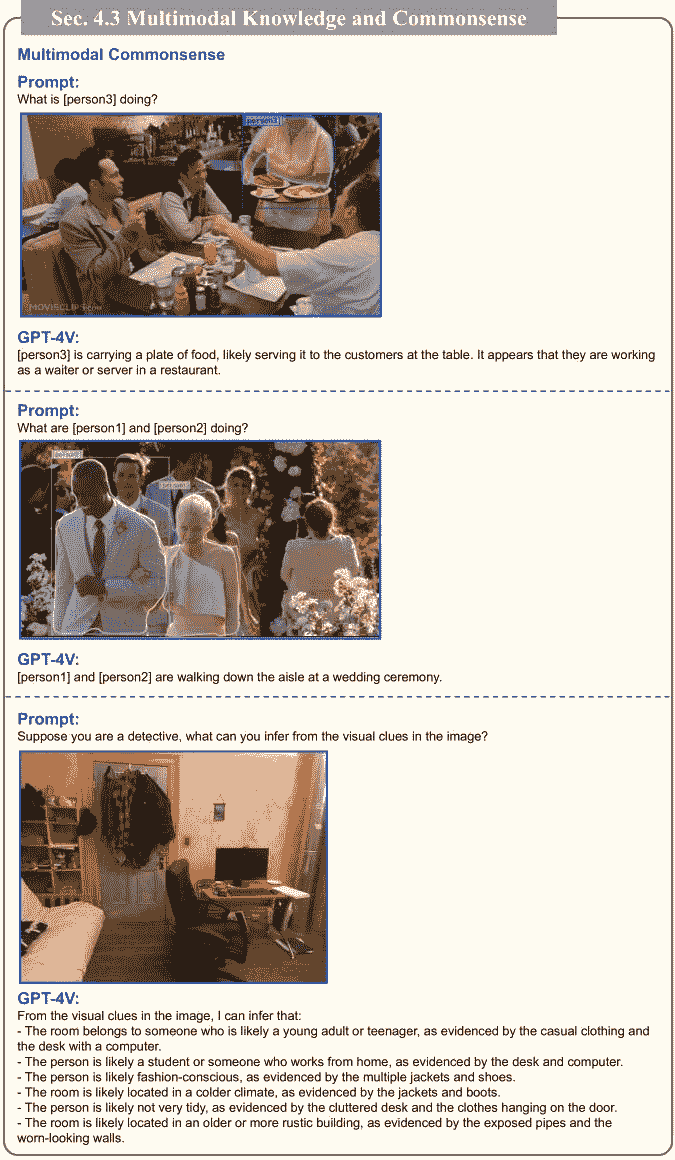 Sec. 4.3 Multimodal Knowledge and Commonsense
Multimodal Commonsense
Prompt:
What is [person3] doing?
MOVIECLIPS.com
GPT-4V:
[person3] is carrying a plate of food, likely serving it to the customers at the table. It appears that they are working
as a waiter or server in a restaurant.
Prompt:
What are [person1] and [person2] doing?
GPT-4V:
[person1] and [person2] are walking down the aisle at a wedding ceremony.
Prompt:
Suppose you are a detective, what can you infer from the visual clues in the image?
GPT-4V:
From the visual clues in the image, I can infer that:
- The room belongs to someone who is likely a young adult or teenager, as evidenced by the casual clothing and
the desk with a computer.
- The person is likely a student or someone who works from home, as evidenced by the desk and computer.
- The person is likely fashion-conscious, as evidenced by the multiple jackets and shoes.
- The room is likely located in a colder climate, as evidenced by the jackets and boots.
- The person is likely not very tidy, as evidenced by the cluttered desk and the clothes hanging on the door.
- The room is likely located in an older or more rustic building, as evidenced by the exposed pipes and the
worn-looking walls.